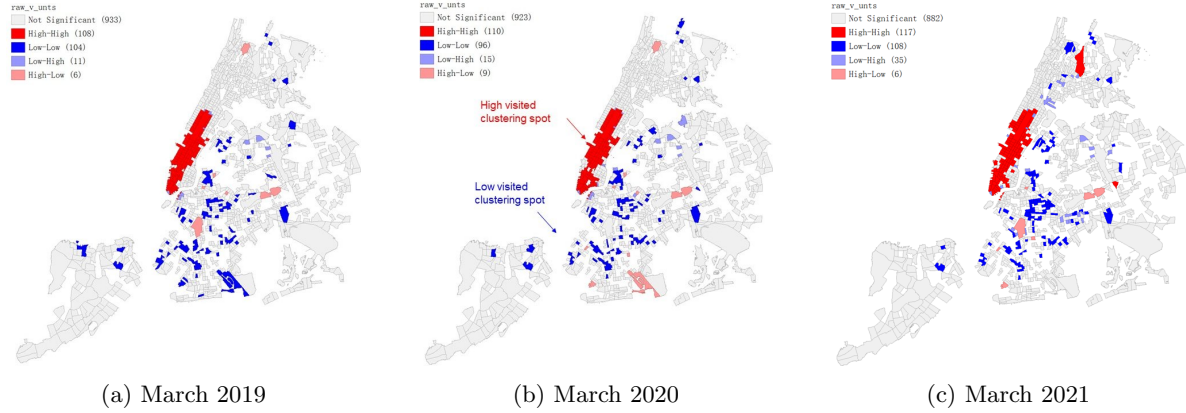 raw_v_unts
Not Significant (933)
High-High (108)
Low-Low (104)
Low-High (11)
High-Low (6)
raw_v_unts
Not Significant (923)
High-High (110)
Low-Low (96)
Low-High (15)
High-Low (9)
High visited
clustering spot
Low visited
clustering spot
raw_v_unts
Not Significant (882)
High-High (117)
Low-Low (108)
Low-High (35)
High-Low (6)
(a) March 2019
(b) March 2020
(c) March 2021